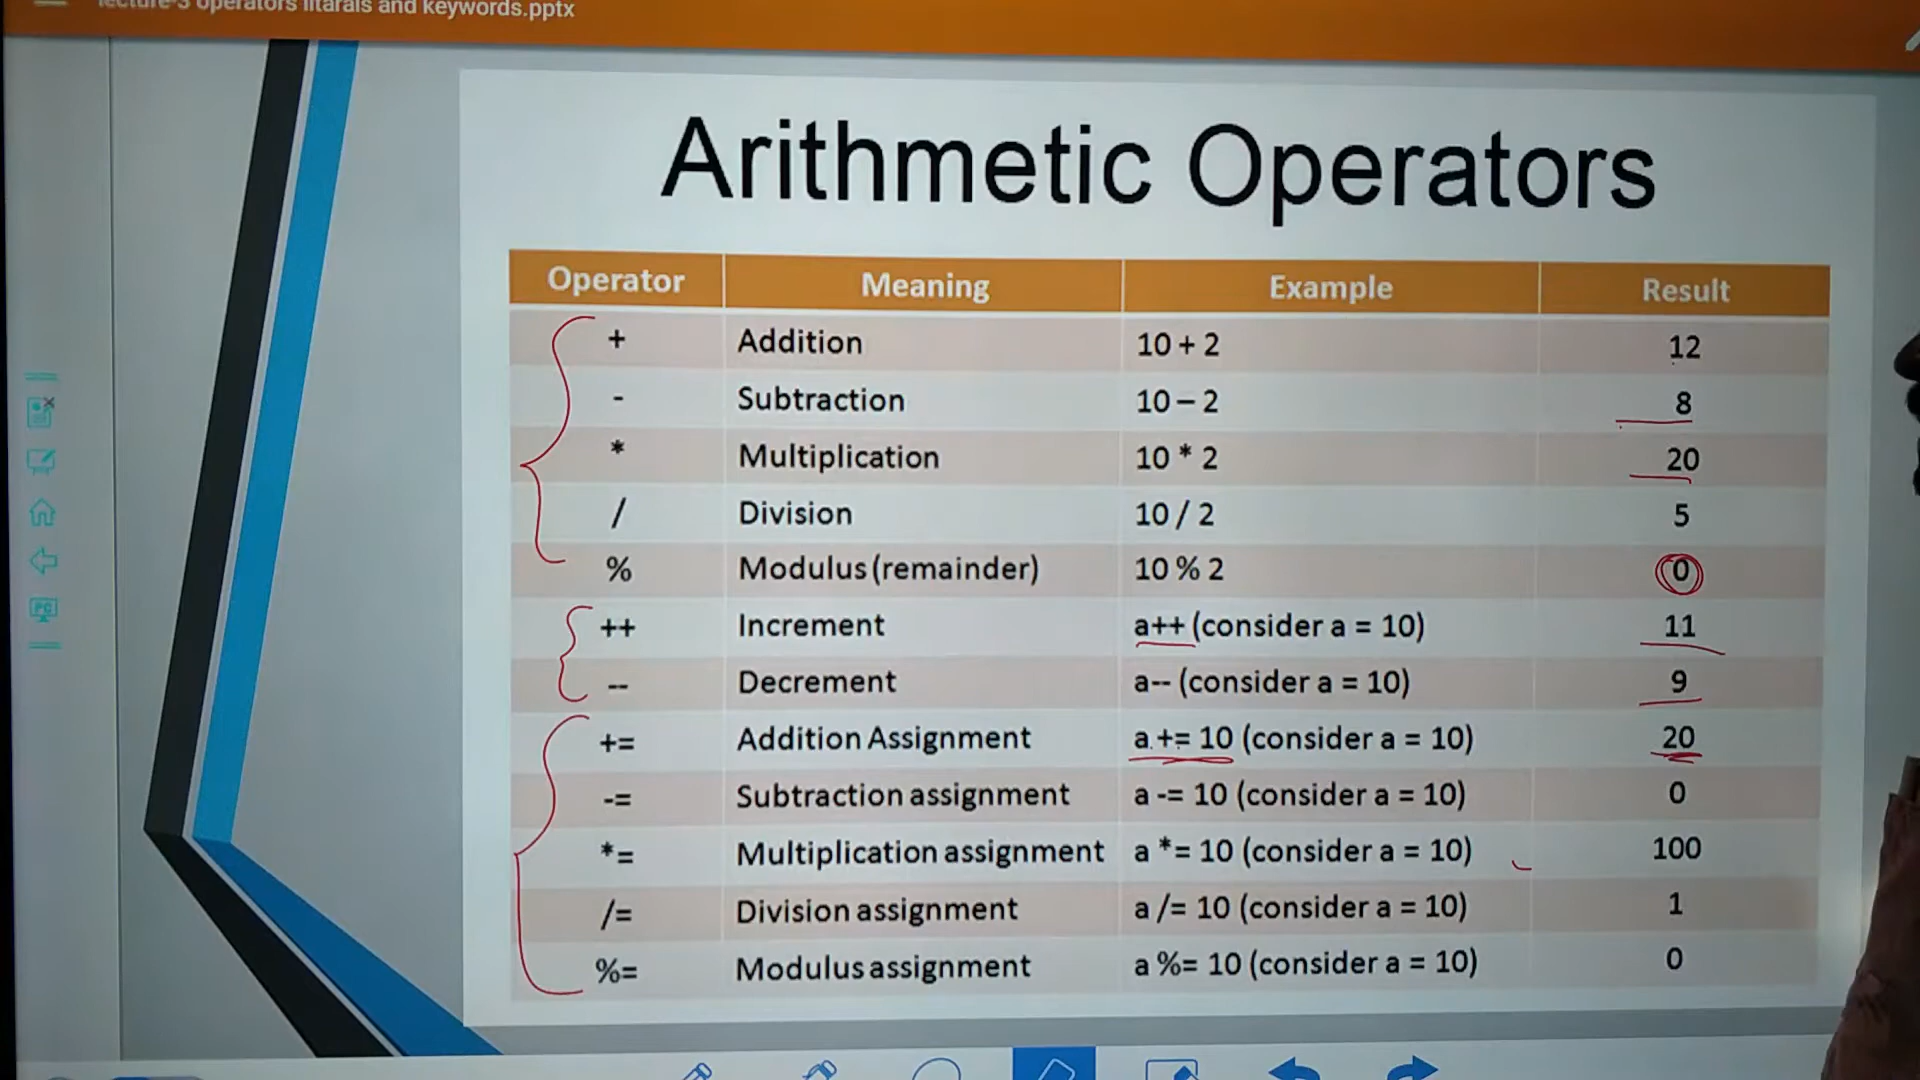 lecture-3 operators litarals and keywords.pptx
Arithmetic Operators
Operator Meaning Example Result
+ Addition 10 + 2 12
- Subtraction 10 – 2 8
* Multiplication 10 * 2 20
/ Division 10 / 2 5
% Modulus (remainder) 10 % 2 0
++ Increment a++ (consider a = 10) 11
-- Decrement a-- (consider a = 10) 9
+= Addition Assignment a += 10 (consider a = 10) 20
-= Subtraction assignment a -= 10 (consider a = 10) 0
*= Multiplication assignment a *= 10 (consider a = 10) 100
/= Division assignment a /= 10 (consider a = 10) 1
%= Modulus assignment a %= 10 (consider a = 10) 0
PC